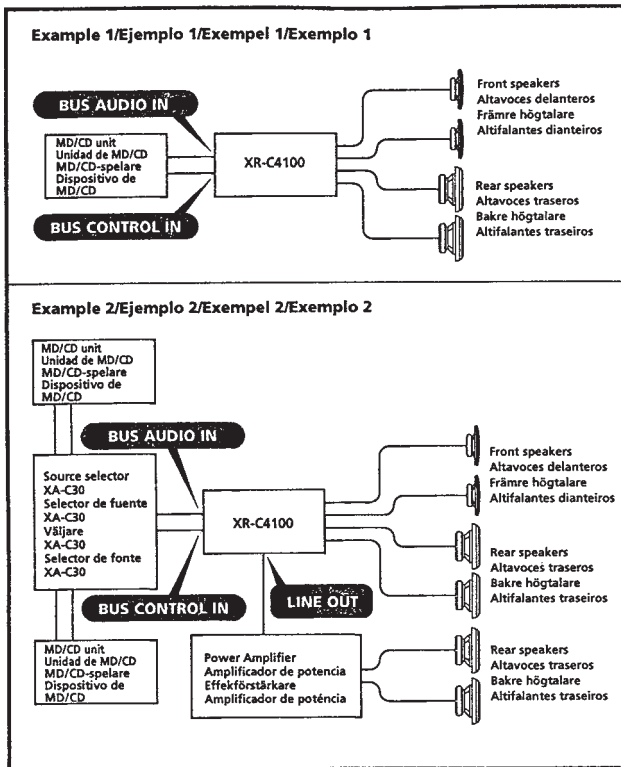 Example 1/Ejemplo 1/Exempel 1/Exemplo 1
BUS AUDIO IN
MD/CD unit
Unidad de MD/CD
MD/CD-spelare
Dispositivo de
MD/CD
BUS CONTROL IN
XR-C4100
Front speakers
Altavoces delanteros
Främre högtalare
Altifalantes dianteiros
Rear speakers
Altavoces traseros
Bakre högtalare
Altifalantes traseiros
Example 2/Ejemplo 2/Exempel 2/Exemplo 2
MD/CD unit
Unidad de MD/CD
MD/CD-spelare
Dispositivo de
MD/CD
BUS AUDIO IN
Source selector
XA-C30
Selector de fuente
XA-C30
Väljare
XA-C30
Selector de fonte
XA-C30
BUS CONTROL IN
XR-C4100
LINE OUT
Front speakers
Altavoces delanteros
Främre högtalare
Altifalantes dianteiros
Rear speakers
Altavoces traseros
Bakre högtalare
Altifalantes traseiros
MD/CD unit
Unidad de MD/CD
MD/CD-spelare
Dispositivo de
MD/CD
Power Amplifier
Amplificador de potencia
Effekförstärkare
Amplificador de poténcia
Rear speakers
Altavoces traseros
Bakre högtalare
Altifalantes traseiros